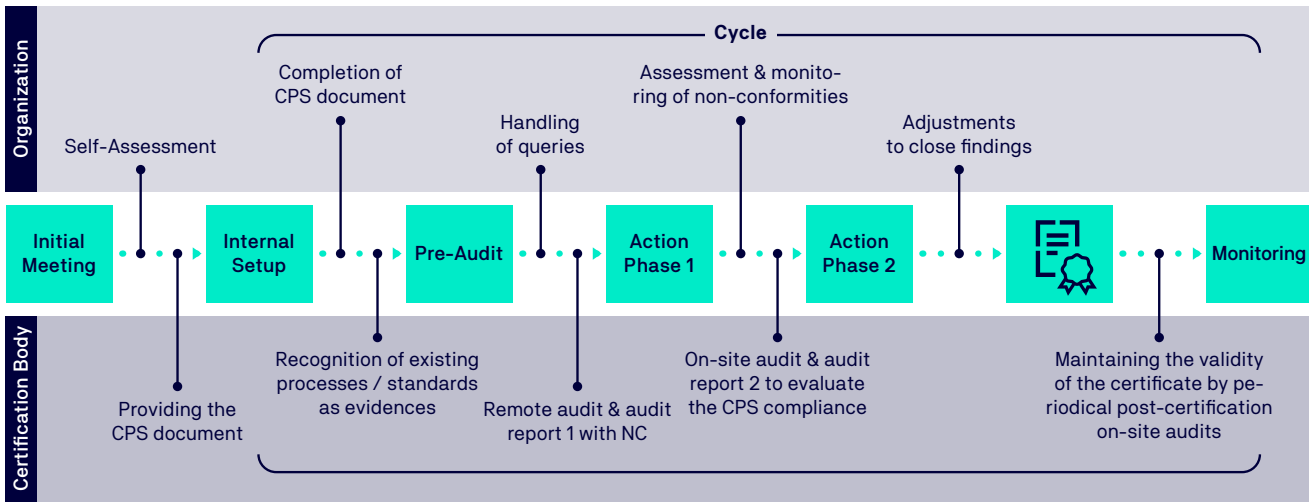 Organization
Cycle
Completion of
CPS document
Assessment & monito-
ring of non-conformities
Self-Assessment
Handling
of queries
Adjustments
to close findings
Initial
Meeting
Internal
Setup
Pre-Audit
Action
Phase 1
Action
Phase 2
Monitoring
Certification Body
Providing the
CPS document
Recognition of existing
processes / standards
as evidences
Remote audit & audit
report 1 with NC
On-site audit & audit
report 2 to evaluate
the CPS compliance
Maintaining the validity
of the certificate by pe-
riodical post-certification
on-site audits